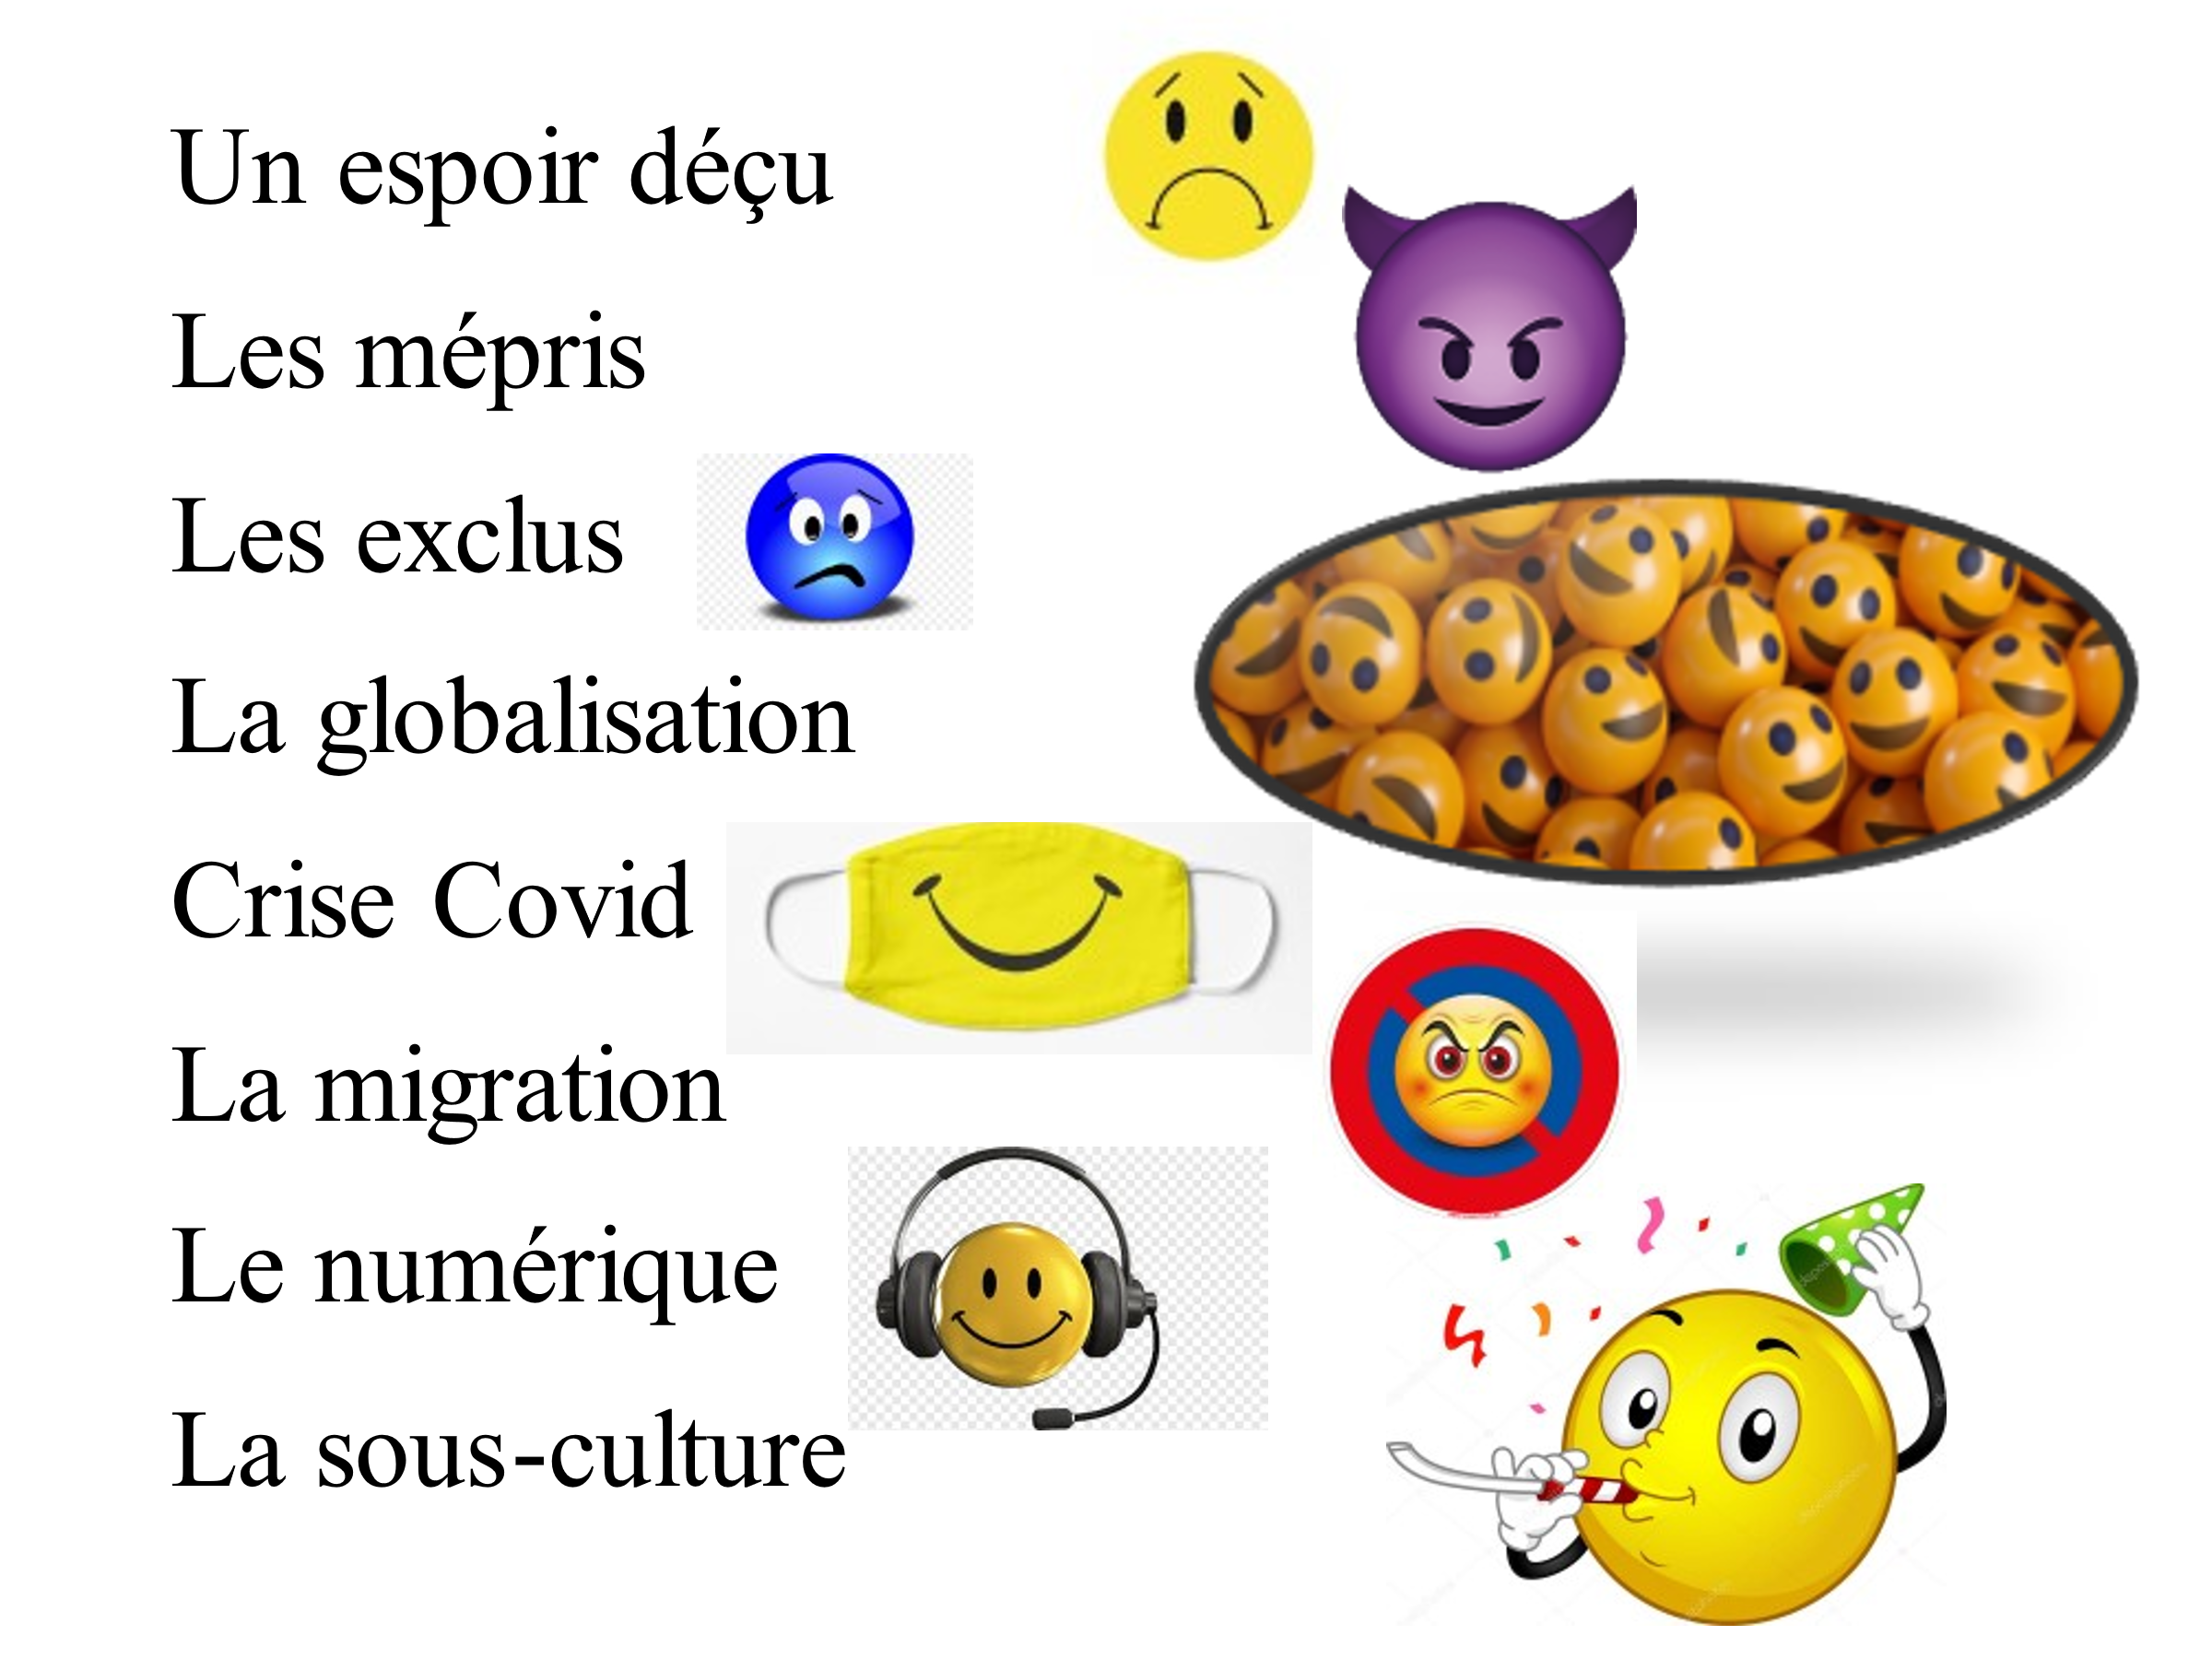 Un espoir déçu
Les mépris
Les exclus
La globalisation
Crise Covid
La migration
Le numérique
La sous-culture